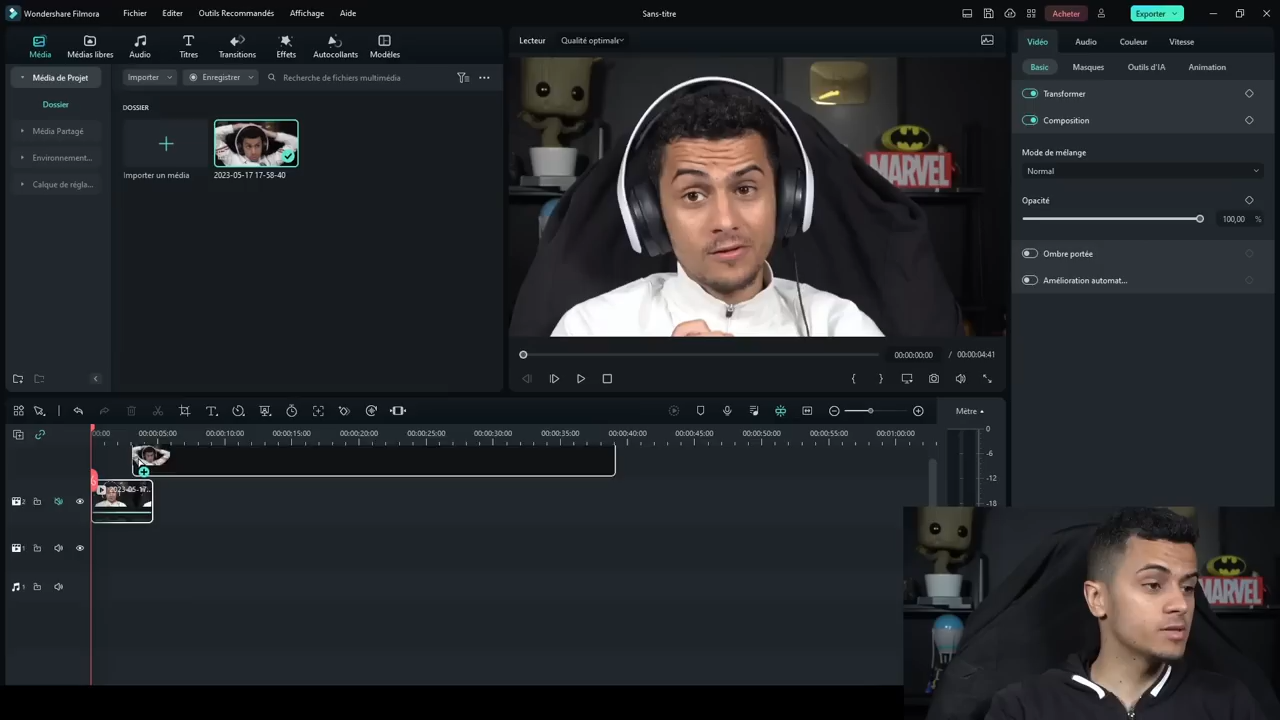 Wondershare Filmora
Fichier
Editer
Outils Recommandés
Affichage
Aide
Sans-titre
Acheter
Exporter
Média
Médias libres
Audio
Titres
Transitions
Effets
Autocollants
Modèles
Lecteur
Qualité optimale
Vidéo
Audio
Couleur
Vitesse
Média de Projet
Importer
Enregistrer
Recherche de fichiers multimédia
Basic
Masques
Outils d'IA
Animation
Dossier
Média Partagé
Environnement...
Calque de régla...
DOSSIER
Importer un média
2023-05-17 17-58-40
Transformer
Composition
Mode de mélange
Normal
Opacité
100,00 %
Ombre portée
Amélioration automat...
MARVEL
00:00:00:00 / 00:00:04:41
Mètre
00:00
00:00:05:00
00:00:10:00
00:00:15:00
00:00:20:00
00:00:25:00
00:00:30:00
00:00:35:00
00:00:40:00
00:00:45:00
00:00:50:00
00:00:55:00
00:01:00:00
0
-6
-12
-18
2023-05-17...
2
1
1
MARVEL